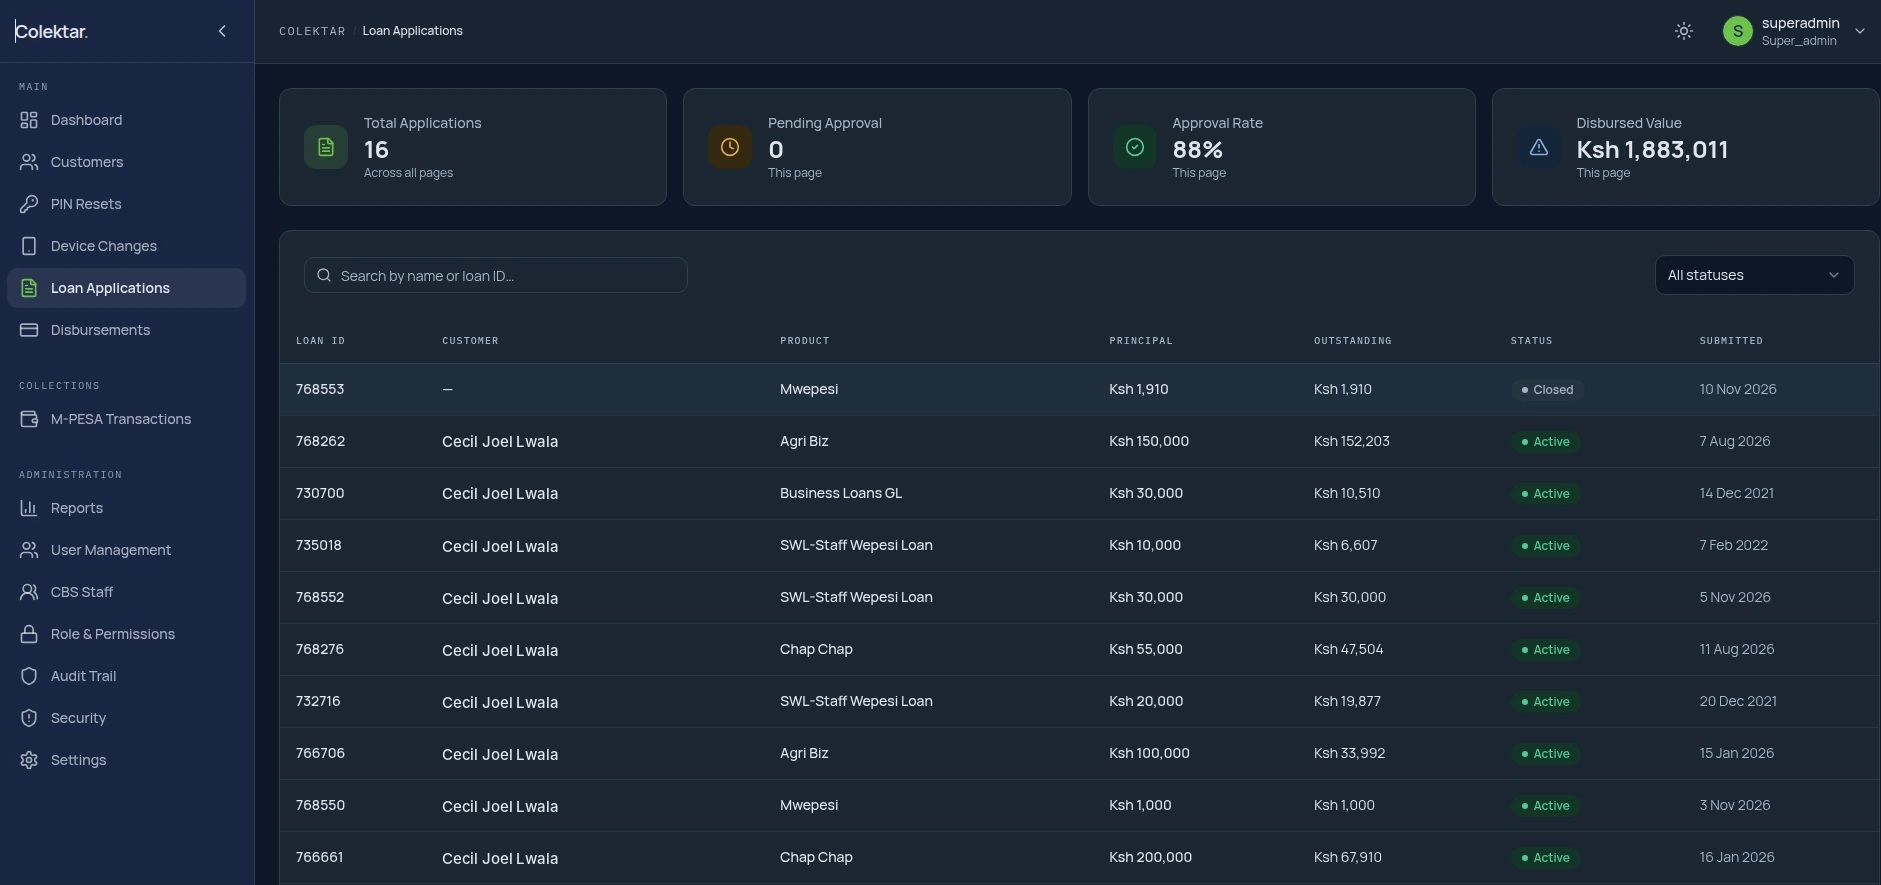 Colektar.
COLEKTAR / Loan Applications
S
superadmin
Super_admin
MAIN
Dashboard
Customers
PIN Resets
Device Changes
Loan Applications
Disbursements
COLLECTIONS
M-PESA Transactions
ADMINISTRATION
Reports
User Management
CBS Staff
Role & Permissions
Audit Trail
Security
Settings
Total Applications
16
Across all pages
Pending Approval
0
This page
Approval Rate
88%
This page
Disbursed Value
Ksh 1,883,011
This page
Search by name or loan ID...
All statuses
LOAN ID CUSTOMER PRODUCT PRINCIPAL OUTSTANDING STATUS SUBMITTED
768553 — Mwepesi Ksh 1,910 Ksh 1,910 Closed 10 Nov 2026
768262 Cecil Joel Lwala Agri Biz Ksh 150,000 Ksh 152,203 Active 7 Aug 2026
730700 Cecil Joel Lwala Business Loans GL Ksh 30,000 Ksh 10,510 Active 14 Dec 2021
735018 Cecil Joel Lwala SWL-Staff Wepesi Loan Ksh 10,000 Ksh 6,607 Active 7 Feb 2022
768552 Cecil Joel Lwala SWL-Staff Wepesi Loan Ksh 30,000 Ksh 30,000 Active 5 Nov 2026
768276 Cecil Joel Lwala Chap Chap Ksh 55,000 Ksh 47,504 Active 11 Aug 2026
732716 Cecil Joel Lwala SWL-Staff Wepesi Loan Ksh 20,000 Ksh 19,877 Active 20 Dec 2021
766706 Cecil Joel Lwala Agri Biz Ksh 100,000 Ksh 33,992 Active 15 Jan 2026
768550 Cecil Joel Lwala Mwepesi Ksh 1,000 Ksh 1,000 Active 3 Nov 2026
766661 Cecil Joel Lwala Chap Chap Ksh 200,000 Ksh 67,910 Active 16 Jan 2026